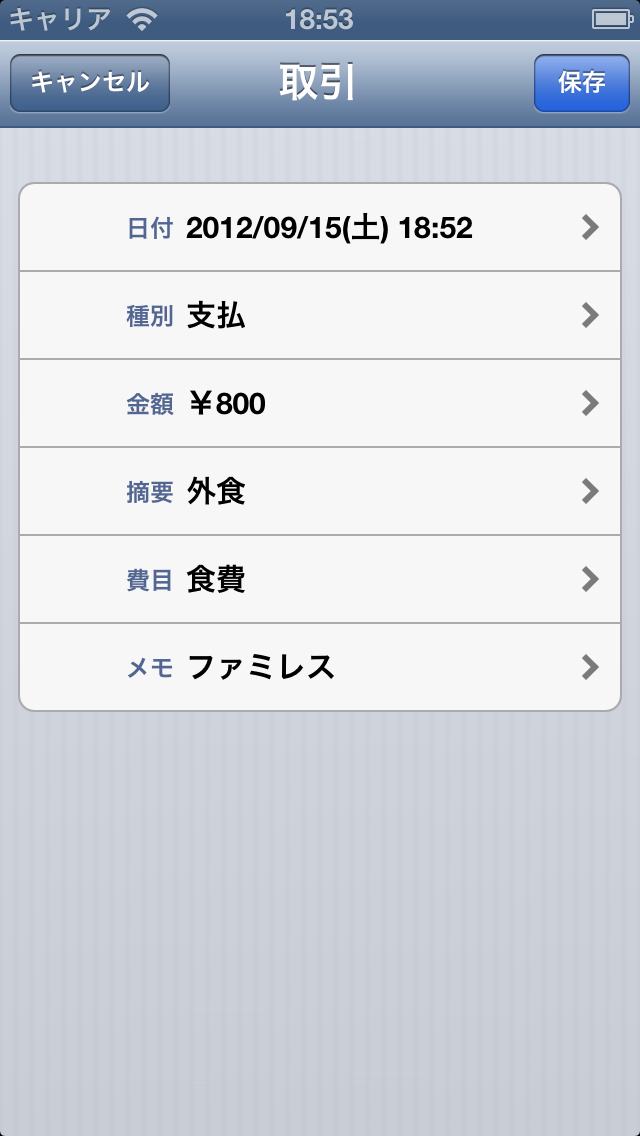 キャリア 18:53
キャンセル 取引 保存
日付 2012/09/15(土) 18:52
種別 支払
金額 ￥800
摘要 外食
費目 食費
メモ ファミレス